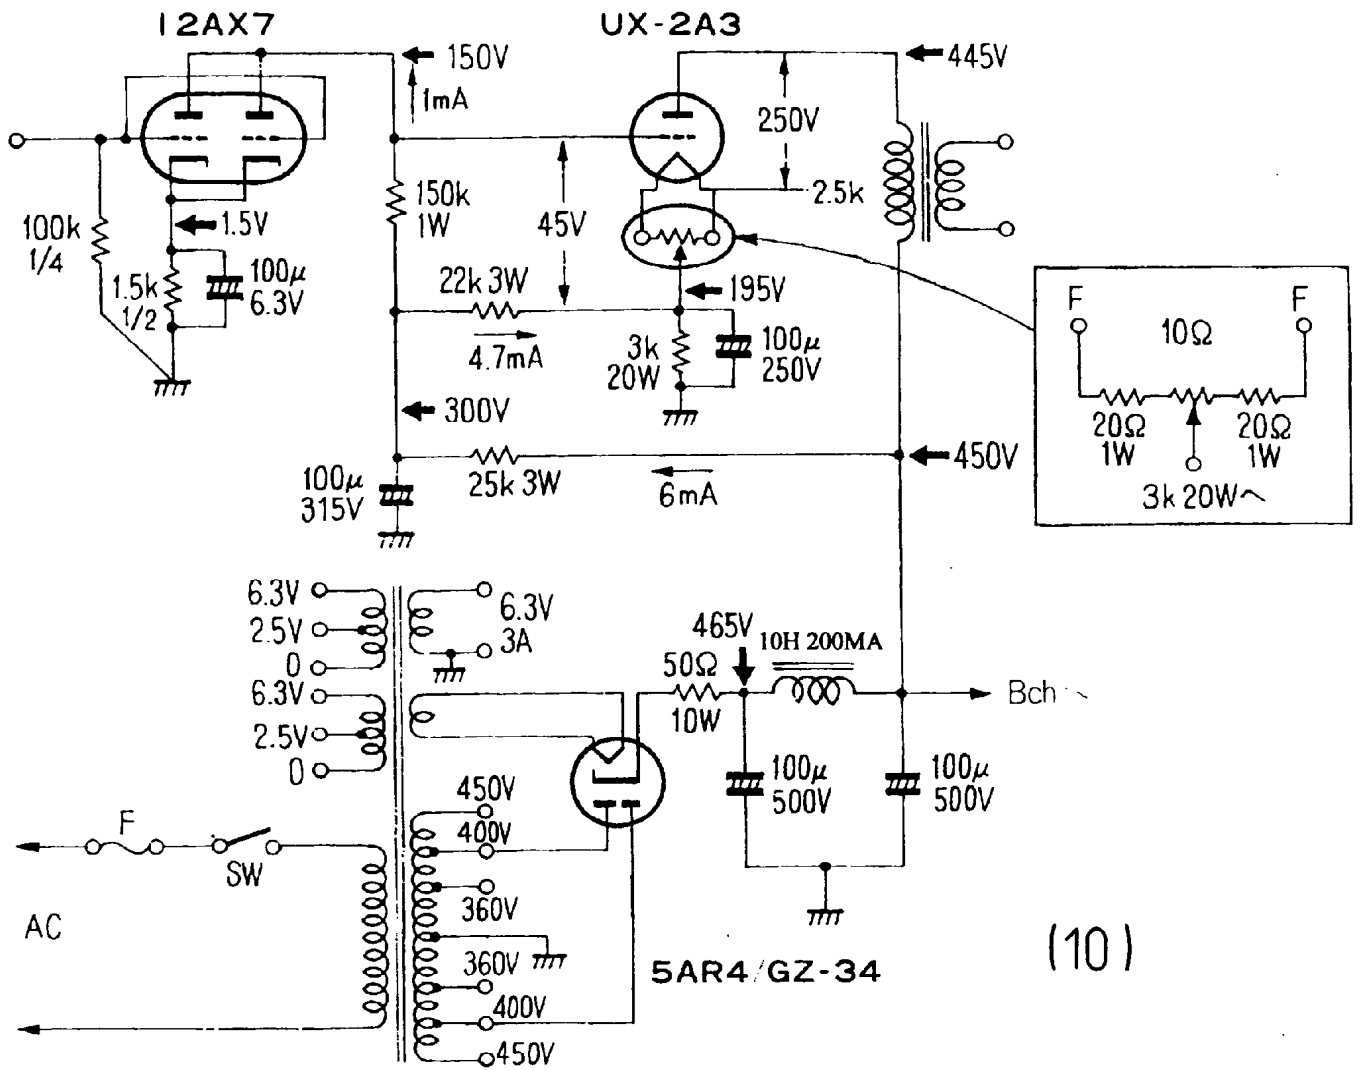 12AX7
UX-2A3
150V
1mA
445V
250V
2.5k
150k
1W
45V
100k
1/4
1.5V
1.5k
1/2
100μ
6.3V
22k 3W
4.7mA
195V
3k
20W
100μ
250V
F
F
10Ω
20Ω
1W
20Ω
1W
3k 20W～
300V
450V
25k 3W
6mA
100μ
315V
6.3V
2.5V
0
6.3V
3A
6.3V
2.5V
0
465V
10H 200MA
50Ω
10W
Bch
100μ
500V
100μ
500V
450V
400V
360V
360V
400V
450V
F
SW
AC
5AR4/GZ-34
(10)